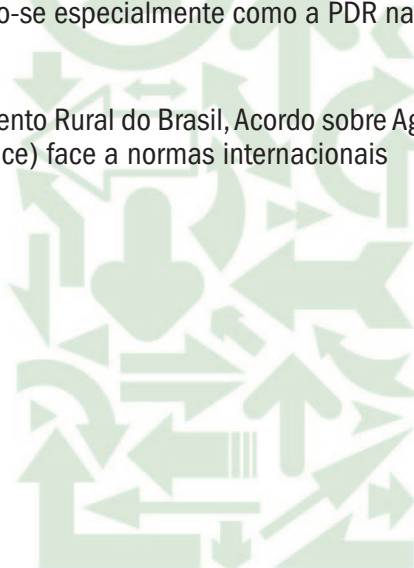 o-se especialmente como a PDR na
ento Rural do Brasil, Acordo sobre Ag
ce) face a normas internacionais